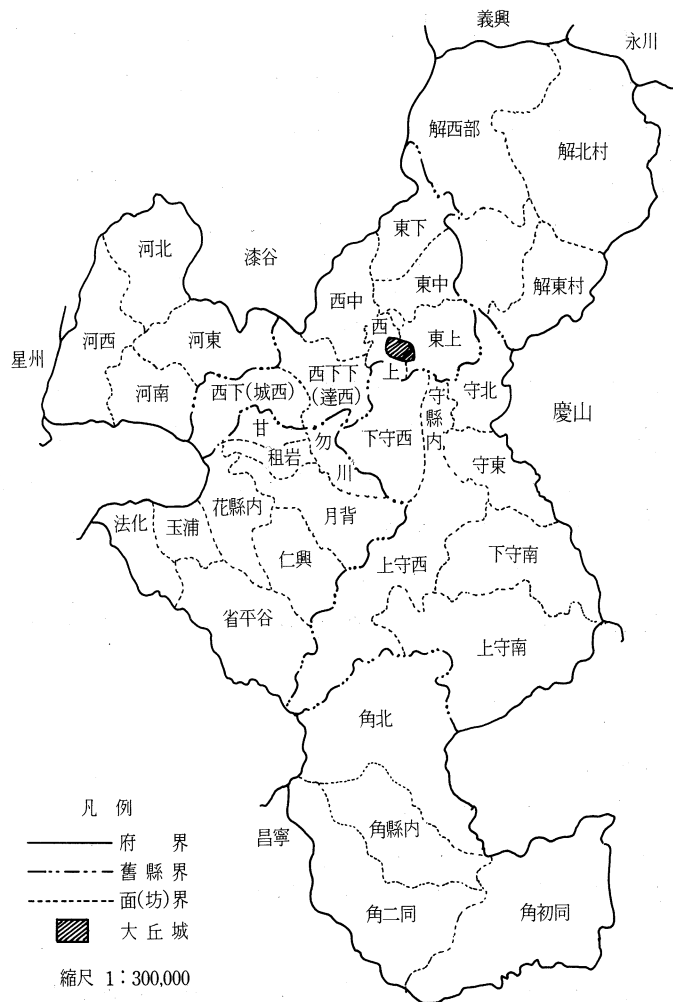 義興
永川
解西部
解北村
東下
河北
漆谷
東中
解東村
西中
西
東上
河東
河西
星州
上
西下下
(達西)
守北
河南
西下(城西)
守縣内
慶山
甘
勿川
下守西
租岩
守東
花縣内
月背
法化
玉浦
仁興
上守西
下守南
省平谷
上守南
角北
凡 例
府 界
舊縣界
面(坊)界
大丘城
縮尺 1:300,000
昌寧
角縣内
角二同
角初同